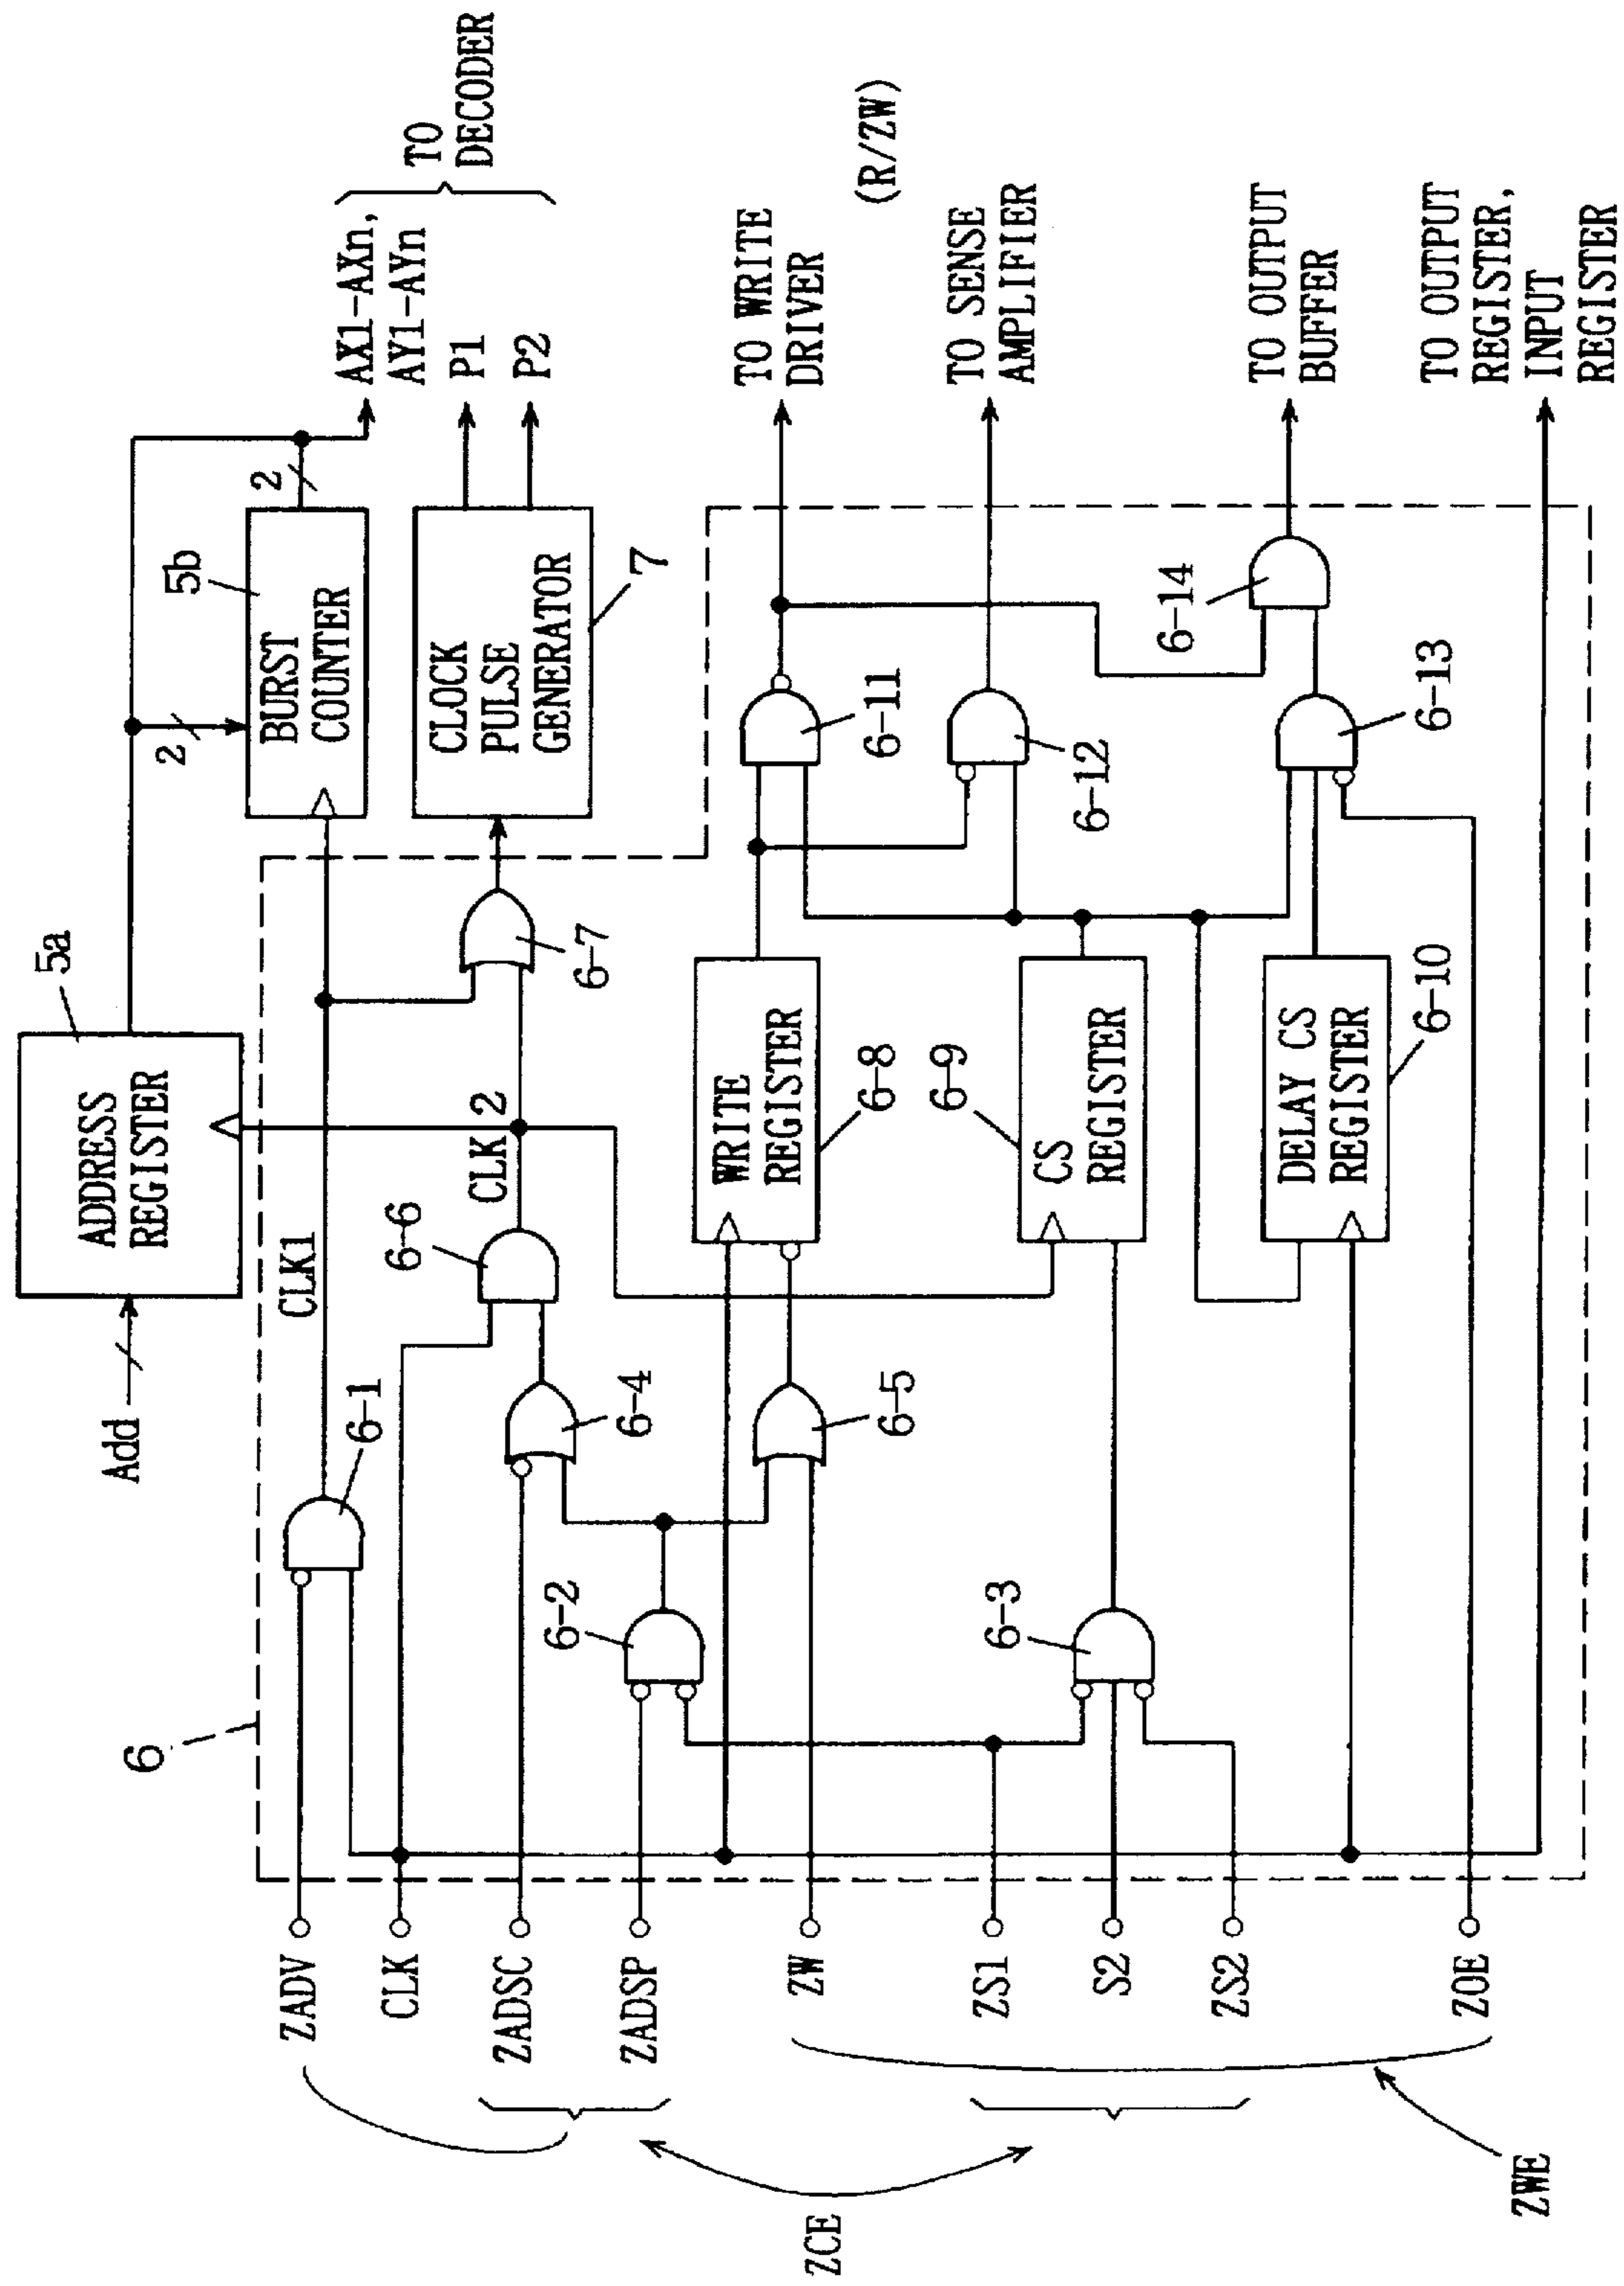 Add
ADDRESS
REGISTER
5a
2
BURST
COUNTER
5b
2
AX1-AXn,
AY1-AYn
TO
DECODER
CLOCK
PULSE
GENERATOR
7
P1
P2
6
ZADV
CLK
ZADSC
ZADSP
ZW
ZS1
S2
ZS2
ZOE
ZCE
ZWE
6-1
6-2
6-3
6-4
6-5
6-6
6-7
CLK1
CLK 2
WRITE
REGISTER
6-8
CS
REGISTER
6-9
DELAY CS
REGISTER
6-10
6-11
6-12
6-13
6-14
TO WRITE
DRIVER
(R/ZW)
TO SENSE
AMPLIFIER
TO OUTPUT
BUFFER
TO OUTPUT
REGISTER,
INPUT
REGISTER